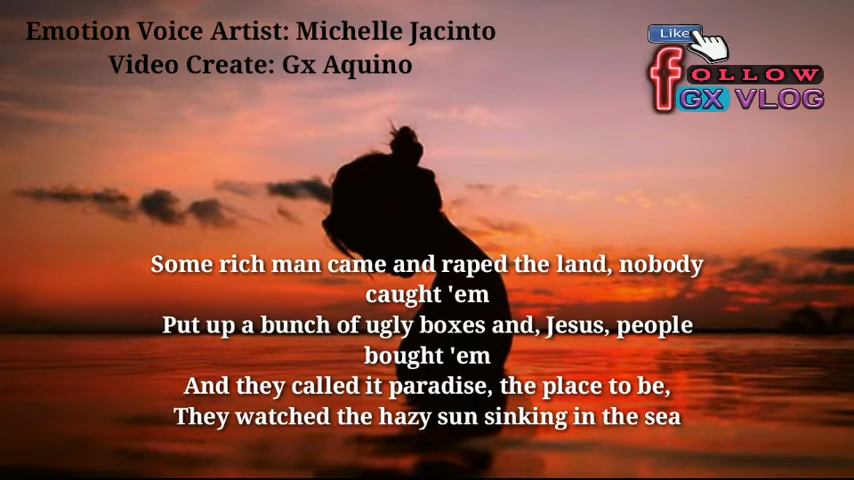 Emotion Voice Artist: Michelle Jacinto
Video Create: Gx Aquino
Like
fOLLOW
GX VLOG
Some rich man came and raped the land, nobody
caught 'em
Put up a bunch of ugly boxes and, Jesus, people
bought 'em
And they called it paradise, the place to be,
They watched the hazy sun sinking in the sea